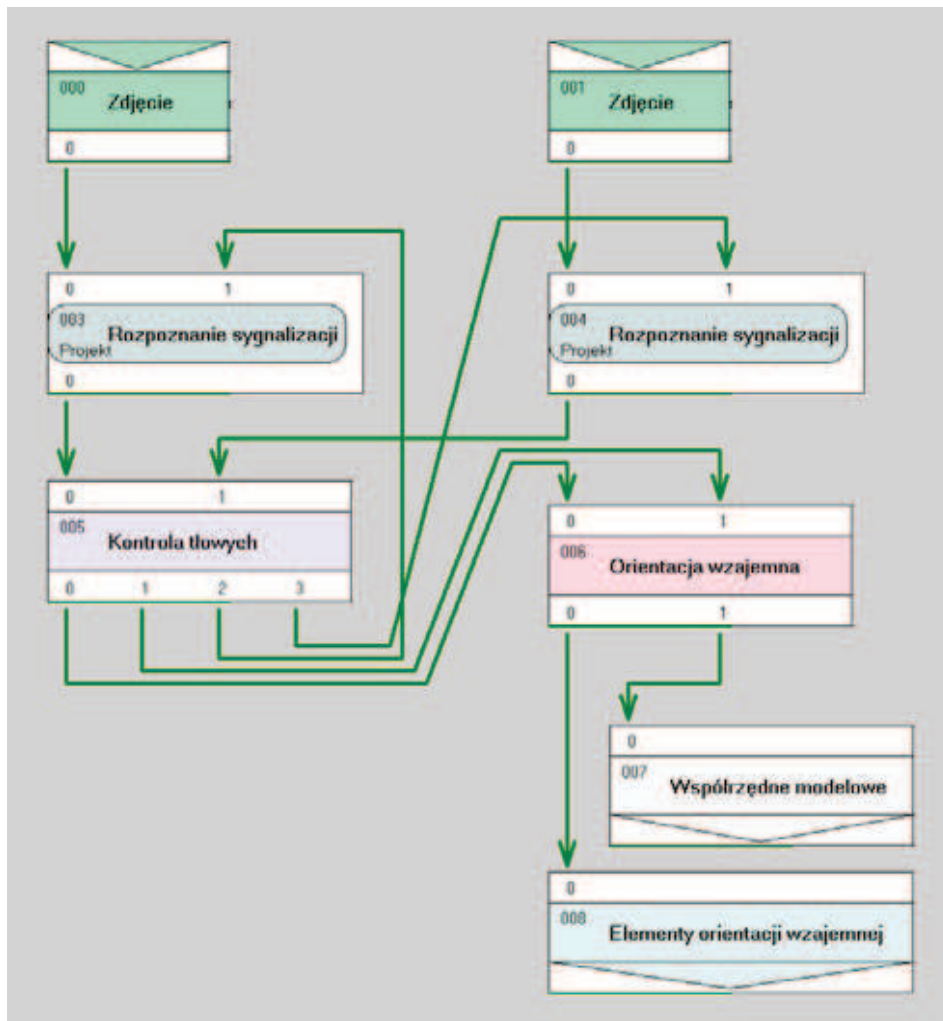 000 Zdjęcie
0
001 Zdjęcie
0
0 1
003 Rozpoznanie sygnalizacji
Projekt
0
0 1
004 Rozpoznanie sygnalizacji
Projekt
0
0 1
005 Kontrola tłowych
0 1 2 3
0 1
006 Orientacja wzajemna
0 1
0
007 Współrzędne modelowe
0
008 Elementy orientacji wzajemnej